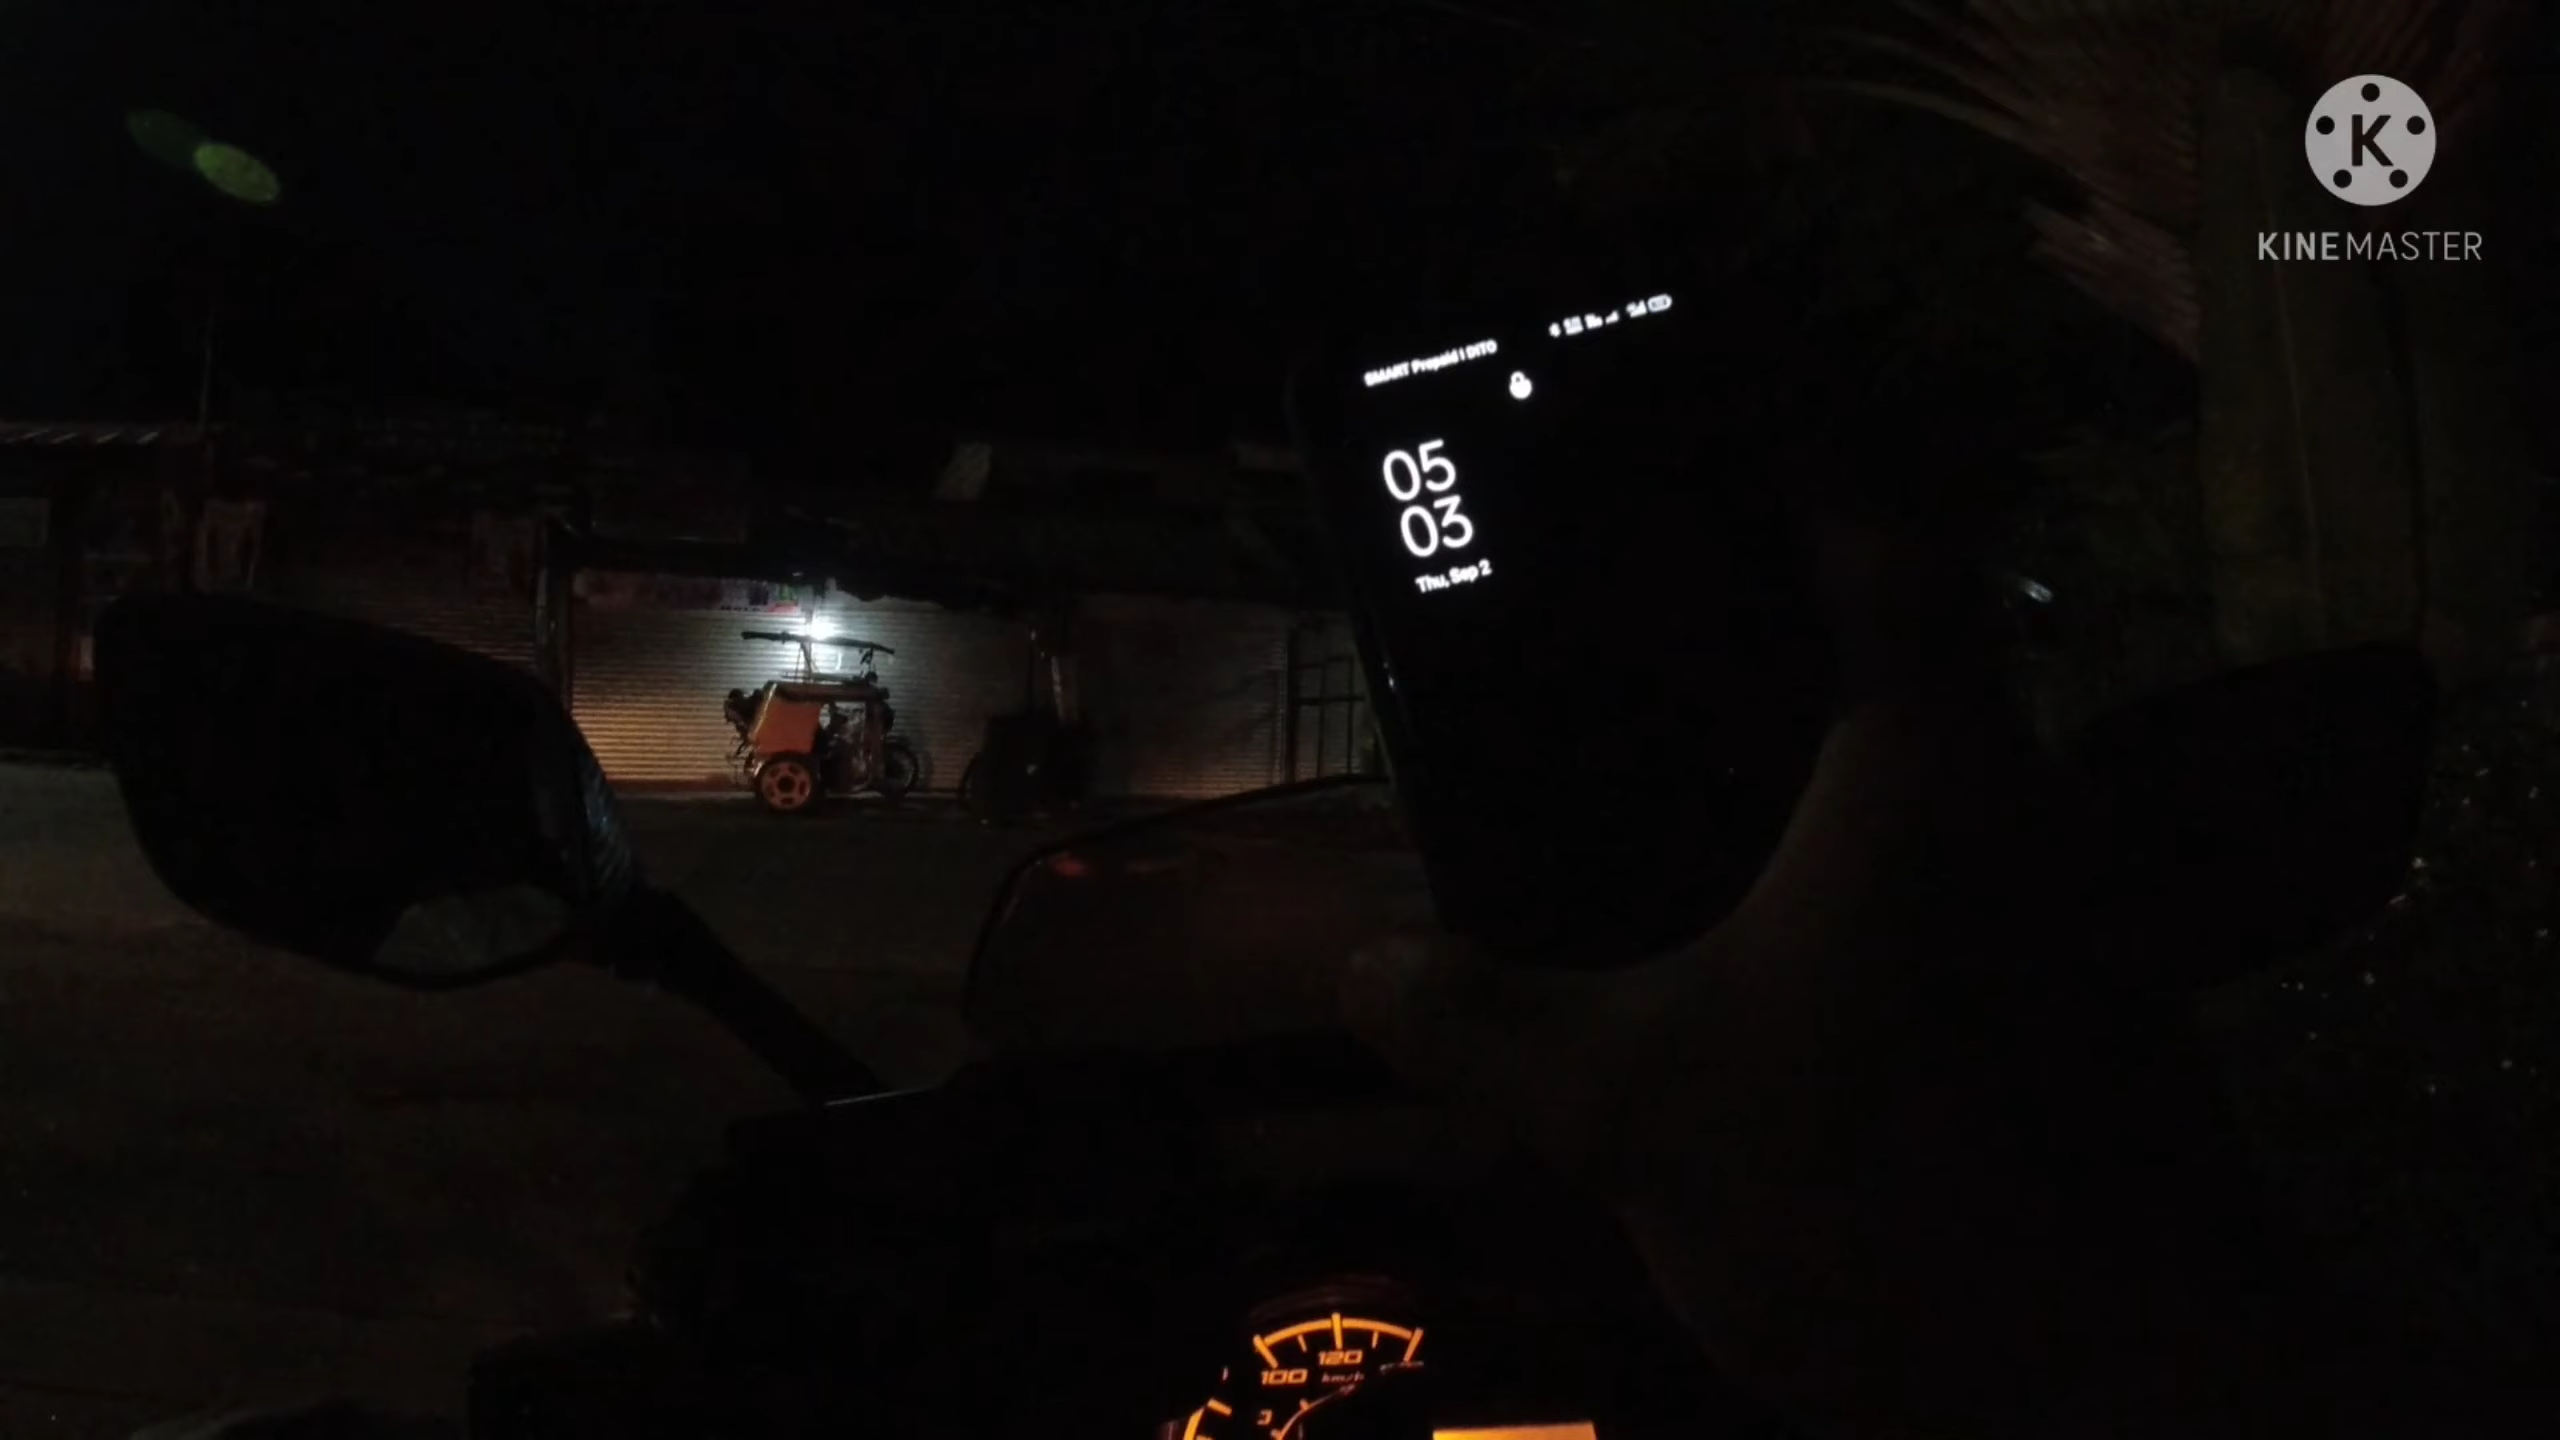 KINEMASTER
SMART Prepaid | DITO
05
03
Thu, Sep 2
120
100 km/h